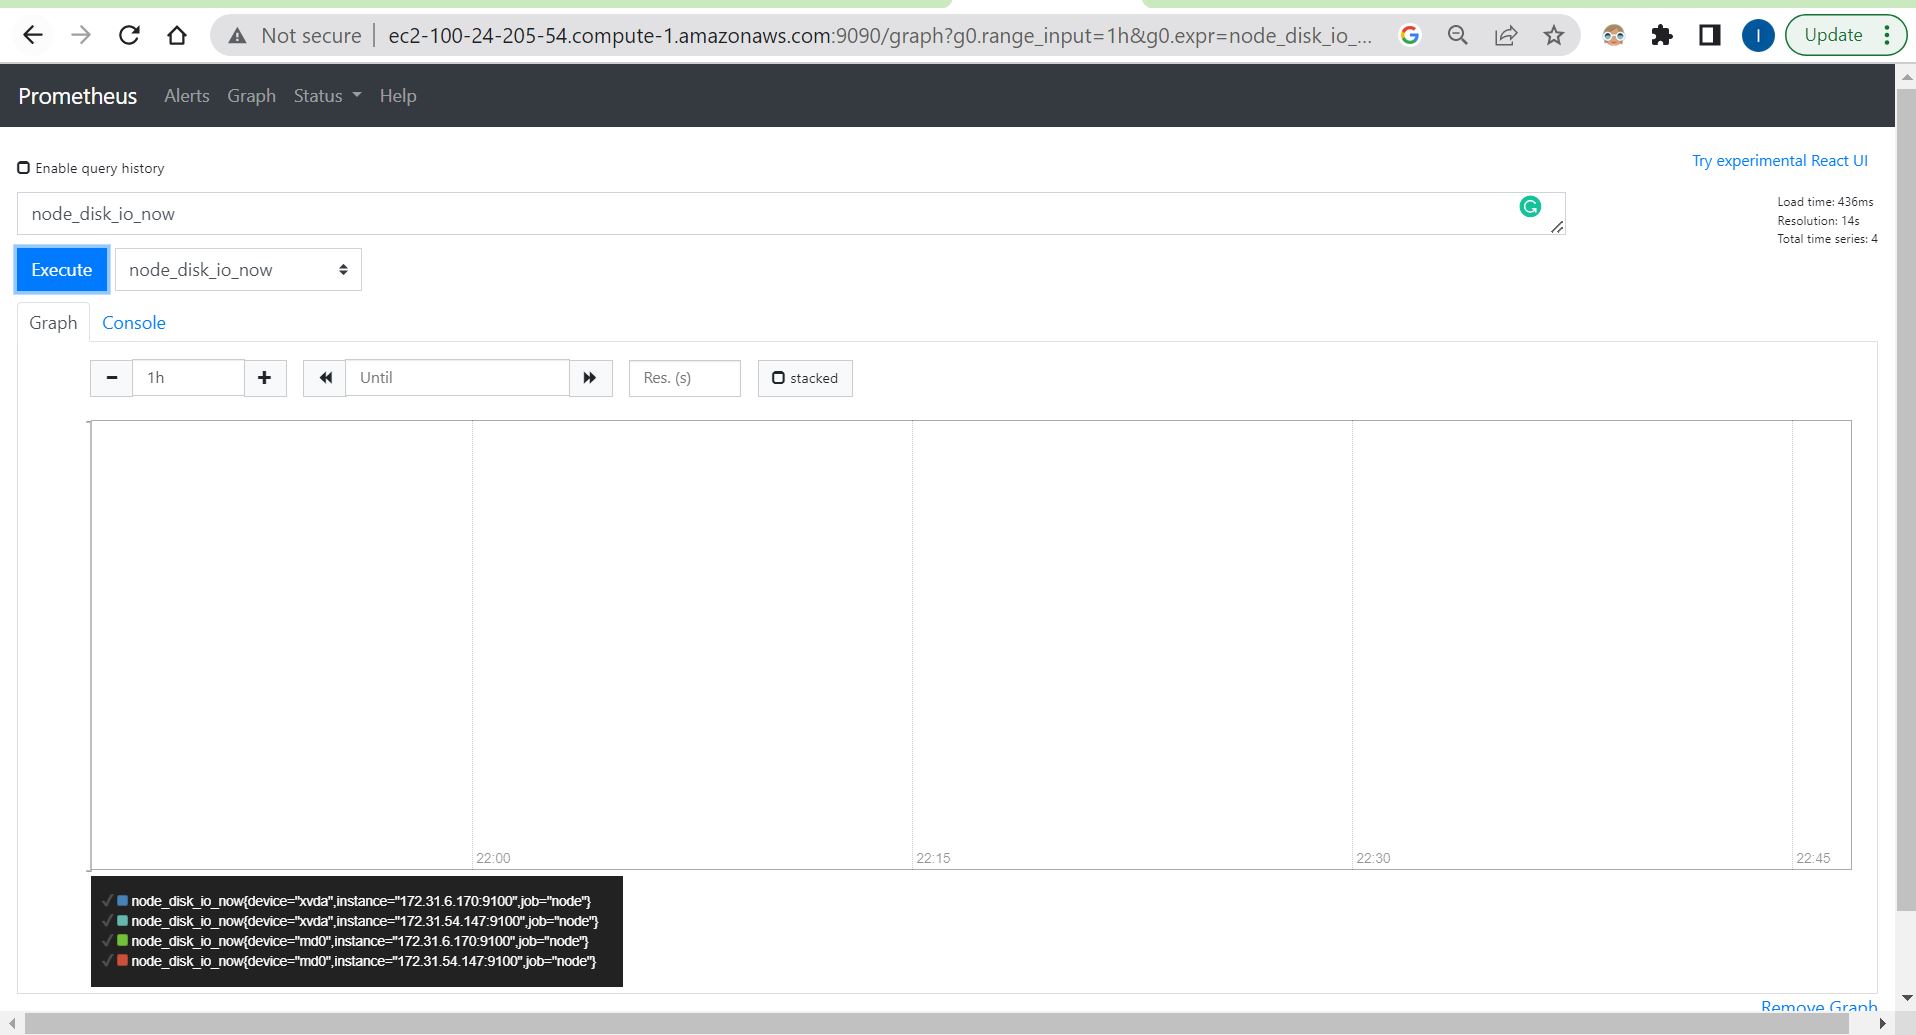 Not secure ec2-100-24-205-54.compute-1.amazonaws.com:9090/graph?g0.range_input=1h&g0.expr=node_disk_io_... I Update
Prometheus Alerts Graph Status Help
Enable query history
Try experimental React UI
node_disk_io_now
Load time: 436ms
Resolution: 14s
Total time series: 4
Execute node_disk_io_now
Graph Console
1h Until Res. (s) stacked
22:00 22:15 22:30 22:45
node_disk_io_now{device="xvda",instance="172.31.6.170:9100",job="node"}
node_disk_io_now{device="xvda",instance="172.31.54.147:9100",job="node"}
node_disk_io_now{device="md0",instance="172.31.6.170:9100",job="node"}
node_disk_io_now{device="md0",instance="172.31.54.147:9100",job="node"}
Remove Graph